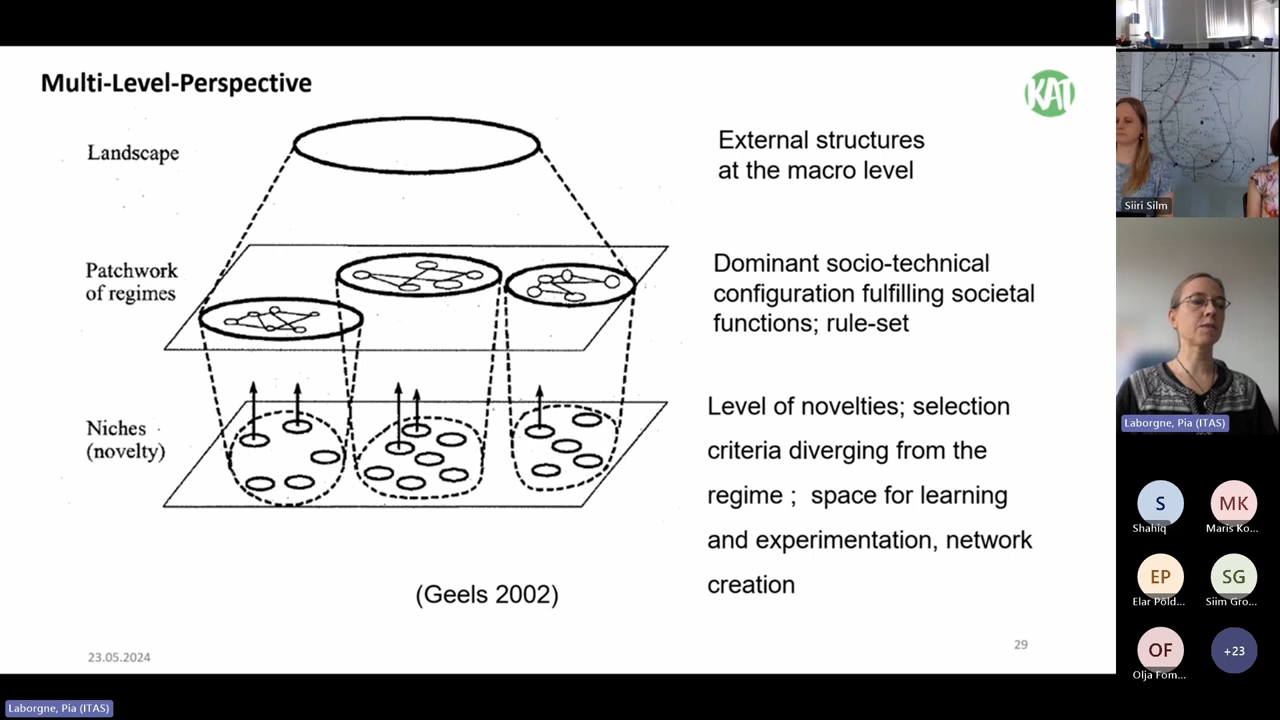 Multi-Level-Perspective
KAT
Landscape
External structures
at the macro level
Patchwork
of regimes
Dominant socio-technical
configuration fulfilling societal
functions; rule-set
Niches
(novelty)
Level of novelties; selection
criteria diverging from the
regime ; space for learning
and experimentation, network
creation
(Geels 2002)
23.05.2024
29
Laborgne, Pia (ITAS)
Siiri Silm
Laborgne, Pia (ITAS)
S
Shahiq
MK
Maris Ko...
EP
Elar Põld...
SG
Siim Gro...
OF
Olja Fom...
+23